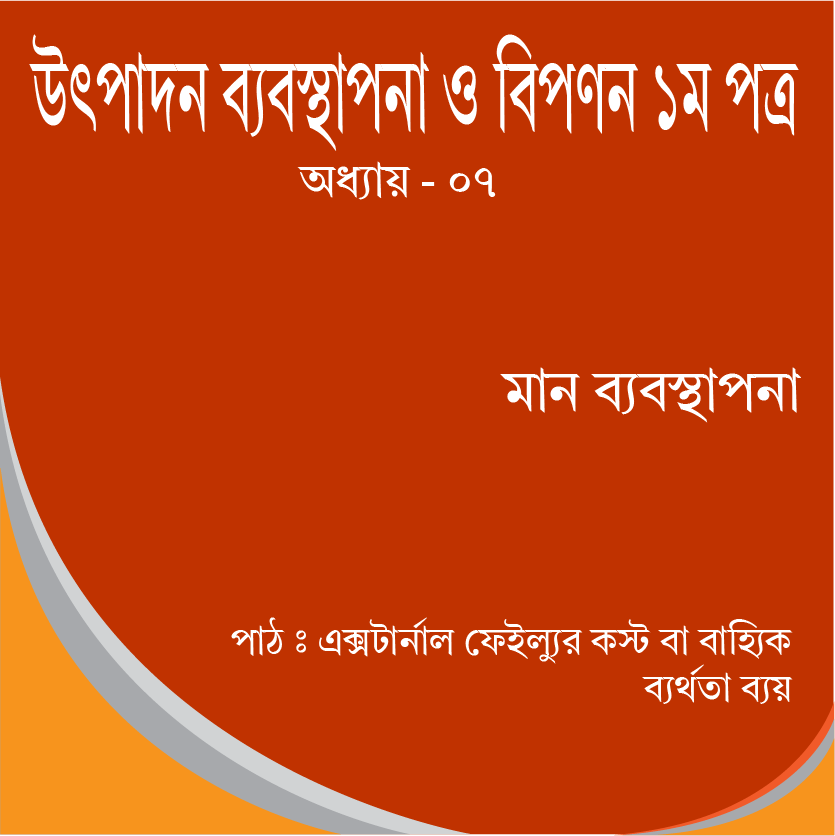 উৎপাদন ব্যবস্থাপনা ও বিপণন ১ম পত্র
অধ্যায় - ০৭
মান ব্যবস্থাপনা
পাঠ ঃ এক্সটার্নাল ফেইল্যুর কস্ট বা বাহ্যিক
ব্যর্থতা ব্যয়